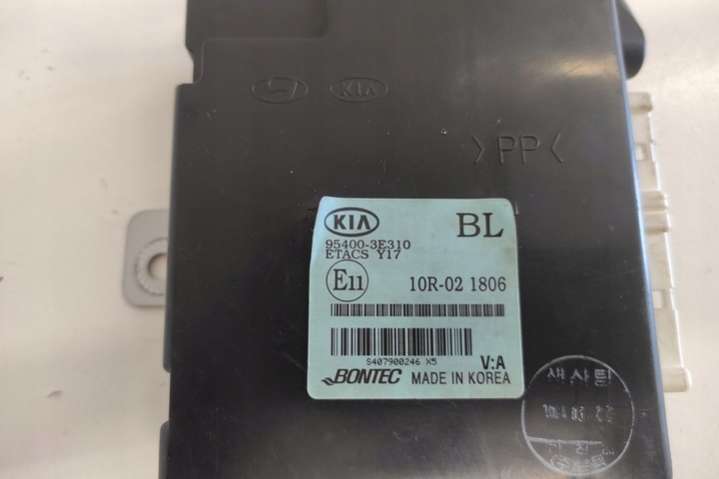 KIA
>PP<
KIA BL
95400-3E310
ETACS Y17
E11 10R-02 1806
S407900246 X5
V:A
BONTEC MADE IN KOREA